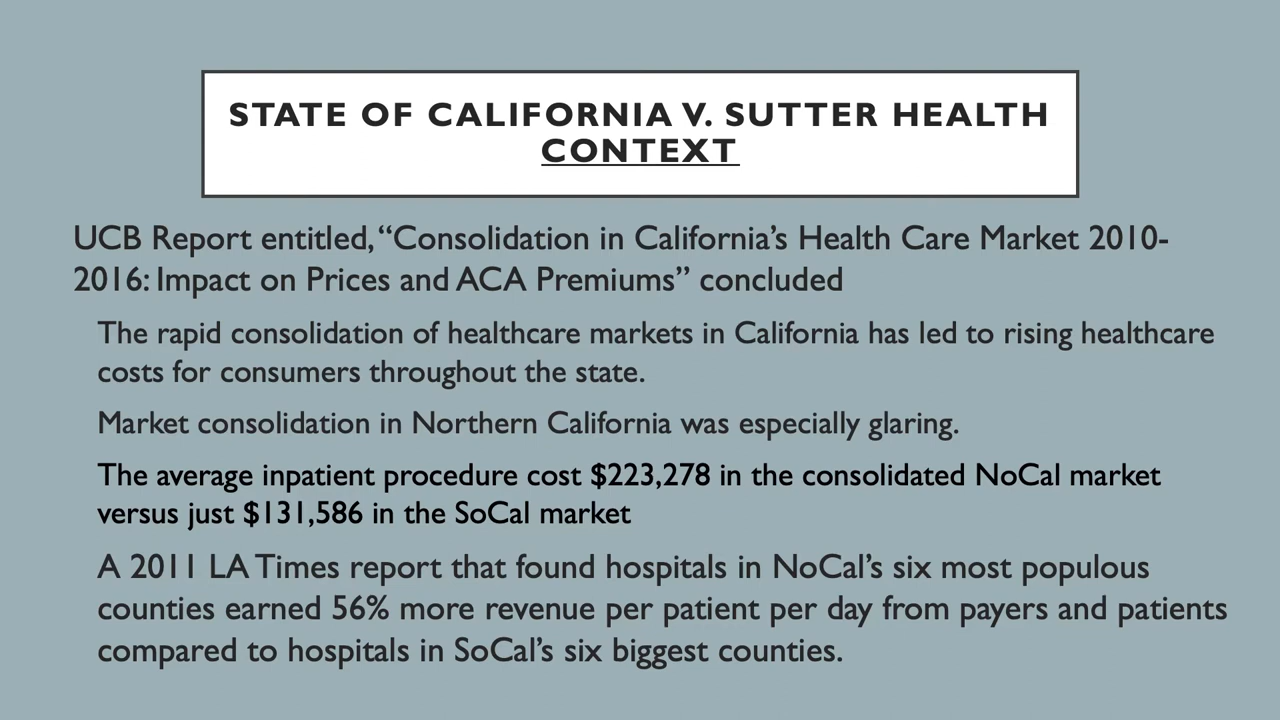 STATE OF CALIFORNIA V. SUTTER HEALTH
CONTEXT
UCB Report entitled, “Consolidation in California’s Health Care Market 2010-
2016: Impact on Prices and ACA Premiums” concluded
The rapid consolidation of healthcare markets in California has led to rising healthcare
costs for consumers throughout the state.
Market consolidation in Northern California was especially glaring.
The average inpatient procedure cost $223,278 in the consolidated NoCal market
versus just $131,586 in the SoCal market
A 2011 LA Times report that found hospitals in NoCal’s six most populous
counties earned 56% more revenue per patient per day from payers and patients
compared to hospitals in SoCal’s six biggest counties.